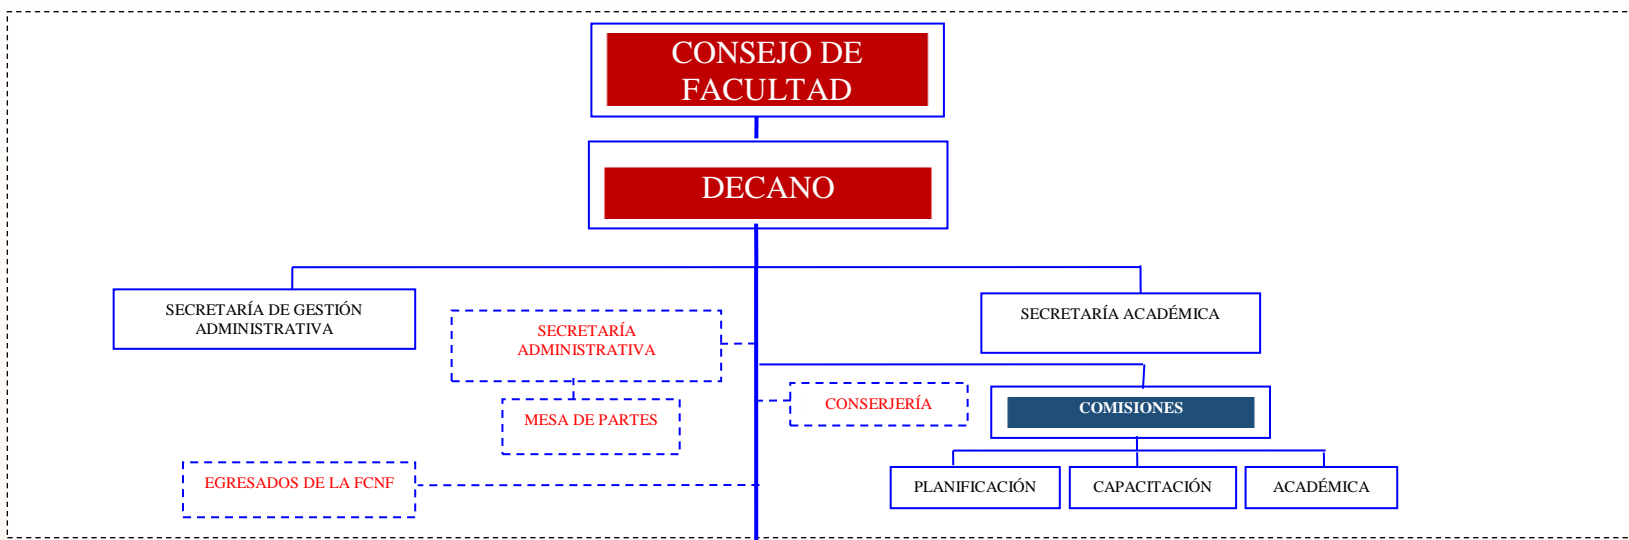 CONSEJO DE
FACULTAD
DECANO
SECRETARÍA DE GESTIÓN
ADMINISTRATIVA
SECRETARÍA
ADMINISTRATIVA
SECRETARÍA ACADÉMICA
MESA DE PARTES
CONSERJERÍA
COMISIONES
EGRESADOS DE LA FCNF
PLANIFICACIÓN
CAPACITACIÓN
ACADÉMICA